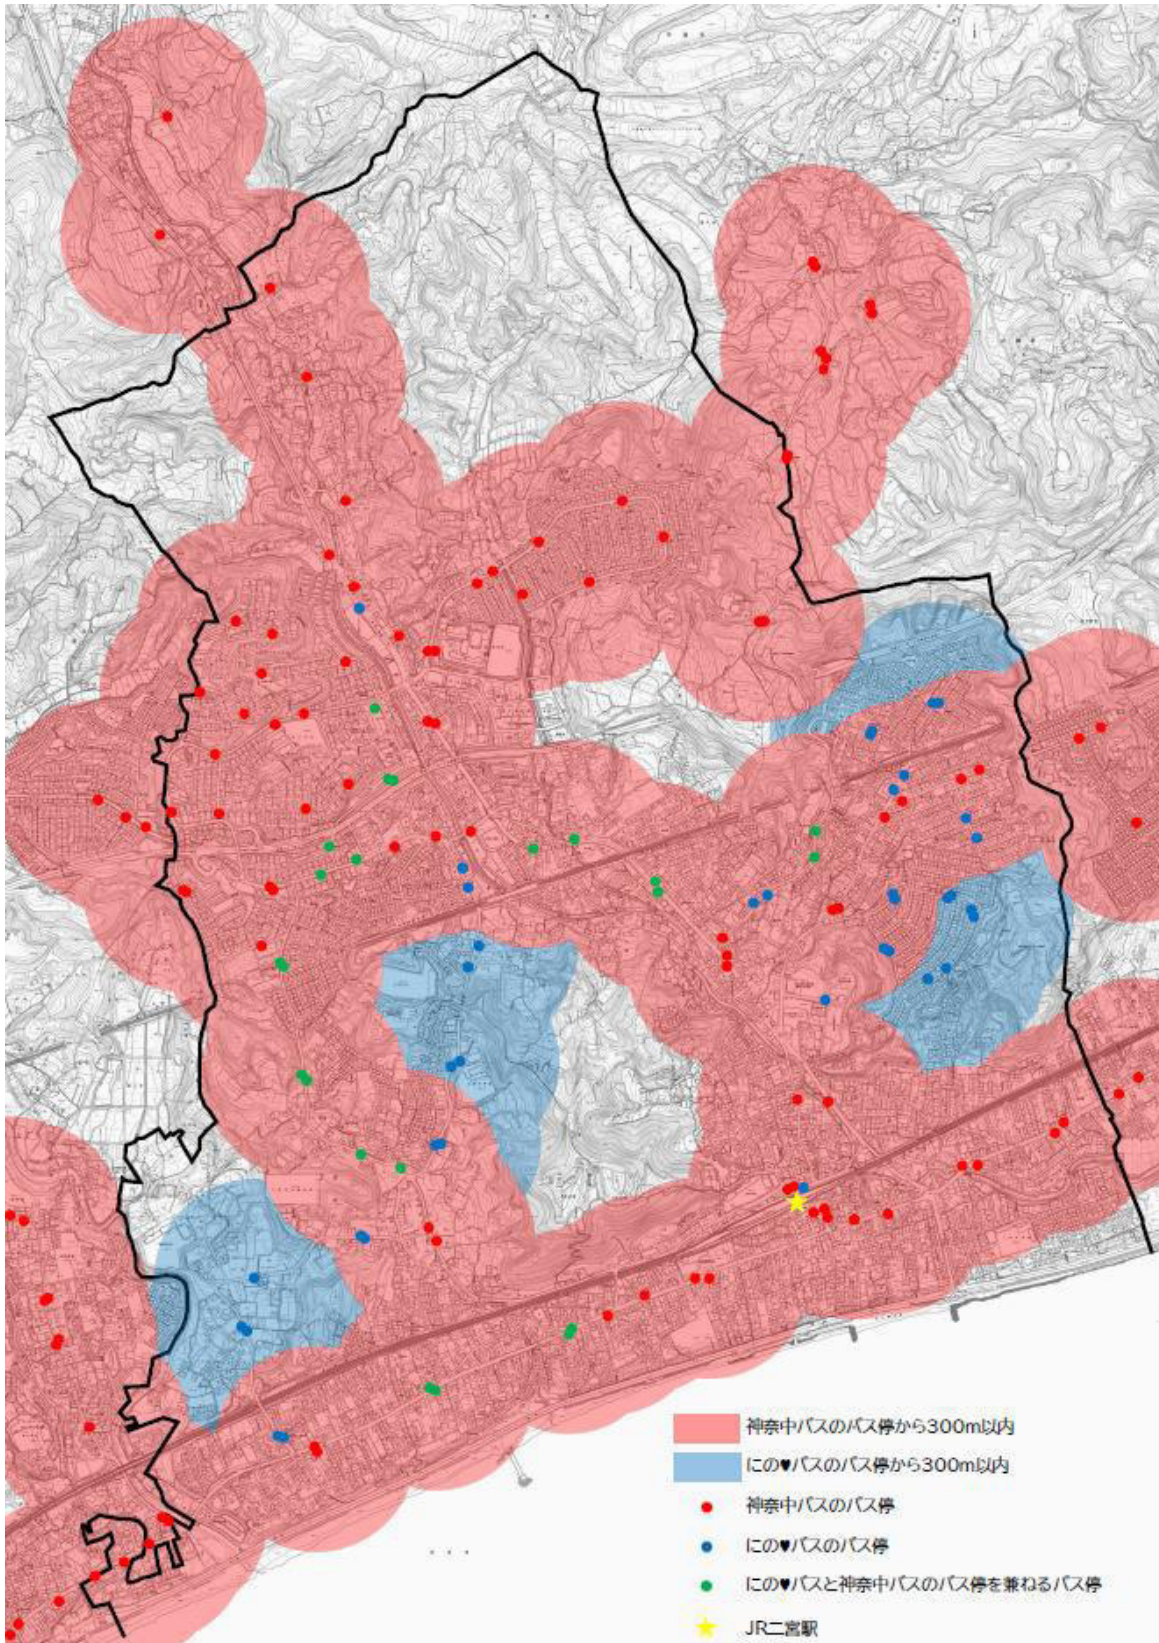 神奈中バスのバス停から300m以内
にの♥バスのバス停から300m以内
神奈中バスのバス停
にの♥バスのバス停
にの♥バスと神奈中バスのバス停を兼ねるバス停
JR二宮駅